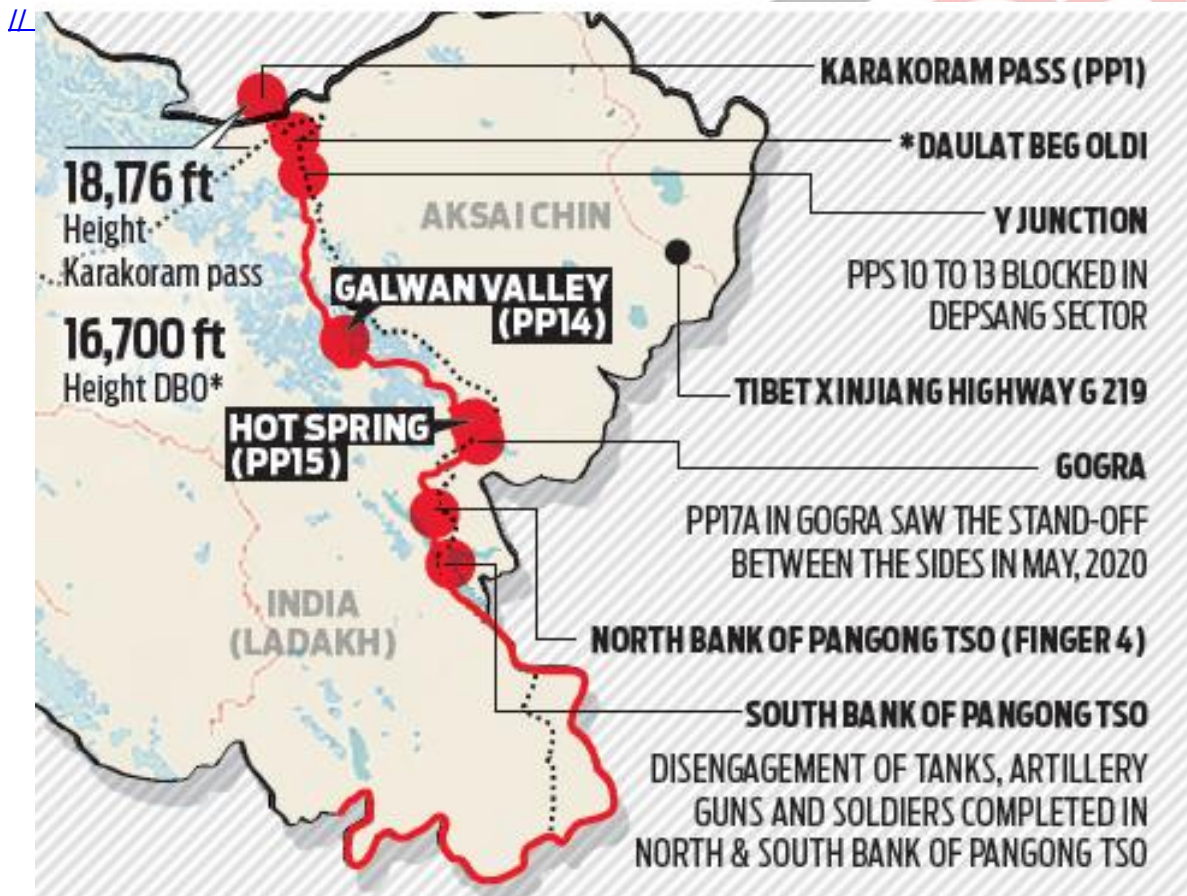 //
KARAKORAM PASS (PP1)
*DAULAT BEG OLDI
18,176 ft
Height
Karakoram pass
AKSAI CHIN
Y JUNCTION
PPS 10 TO 13 BLOCKED IN
DEPSANG SECTOR
GALWAN VALLEY
(PP14)
16,700 ft
Height DBO*
TIBET XINJIANG HIGHWAY G 219
HOT SPRING
(PP15)
GOGRA
PP17A IN GOGRA SAW THE STAND-OFF
BETWEEN THE SIDES IN MAY, 2020
INDIA
(LADAKH)
NORTH BANK OF PANGONG TSO (FINGER 4)
SOUTH BANK OF PANGONG TSO
DISENGAGEMENT OF TANKS, ARTILLERY
GUNS AND SOLDIERS COMPLETED IN
NORTH & SOUTH BANK OF PANGONG TSO